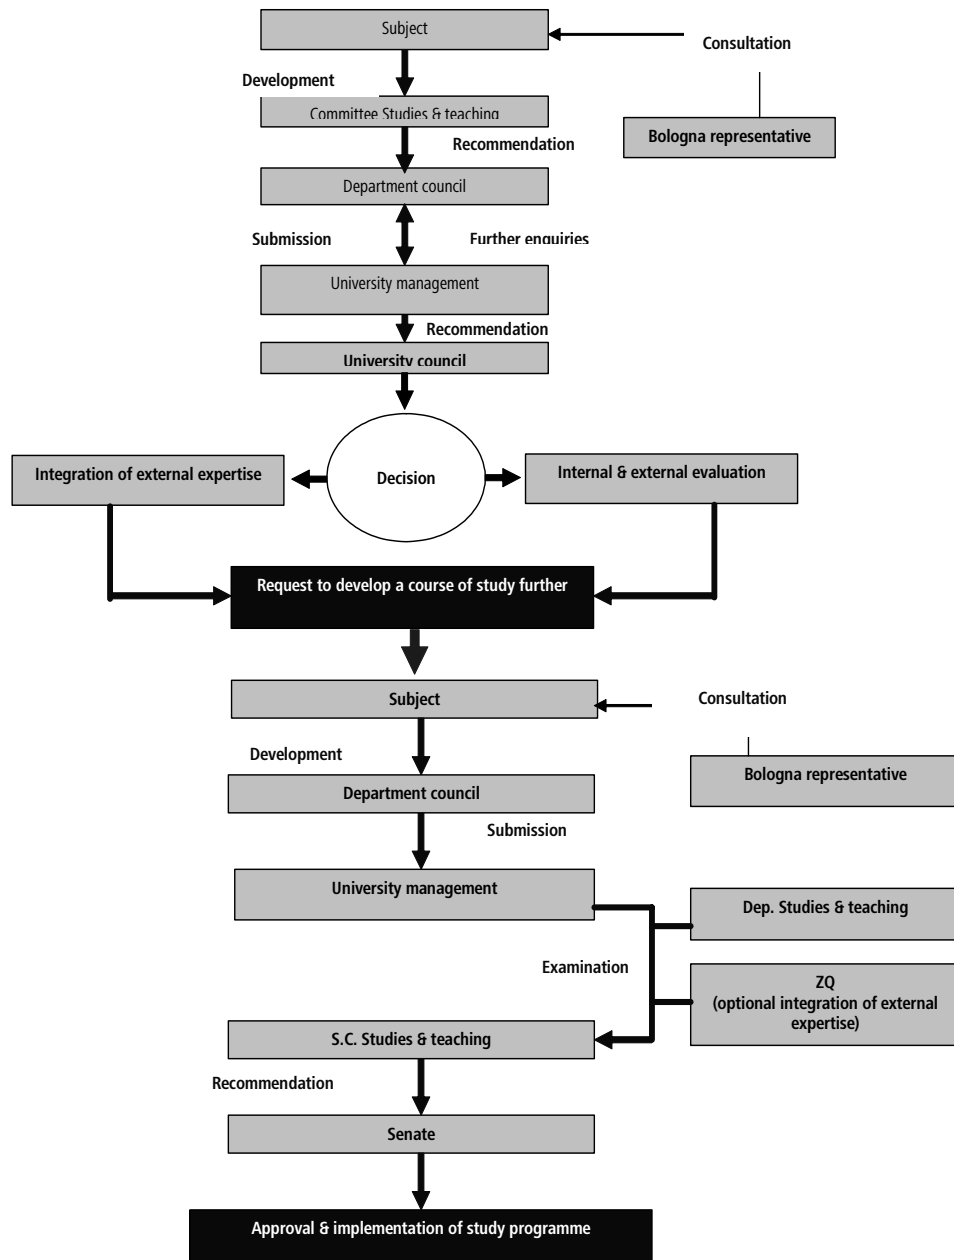 Subject
Consultation
Development
Committee Studies & teaching
Bologna representative
Recommendation
Department council
Submission
Further enquiries
University management
Recommendation
University council
Decision
Integration of external expertise
Internal & external evaluation
Request to develop a course of study further
Subject
Consultation
Development
Bologna representative
Department council
Submission
University management
Dep. Studies & teaching
Examination
ZQ
(optional integration of external
expertise)
S.C. Studies & teaching
Recommendation
Senate
Approval & implementation of study programme